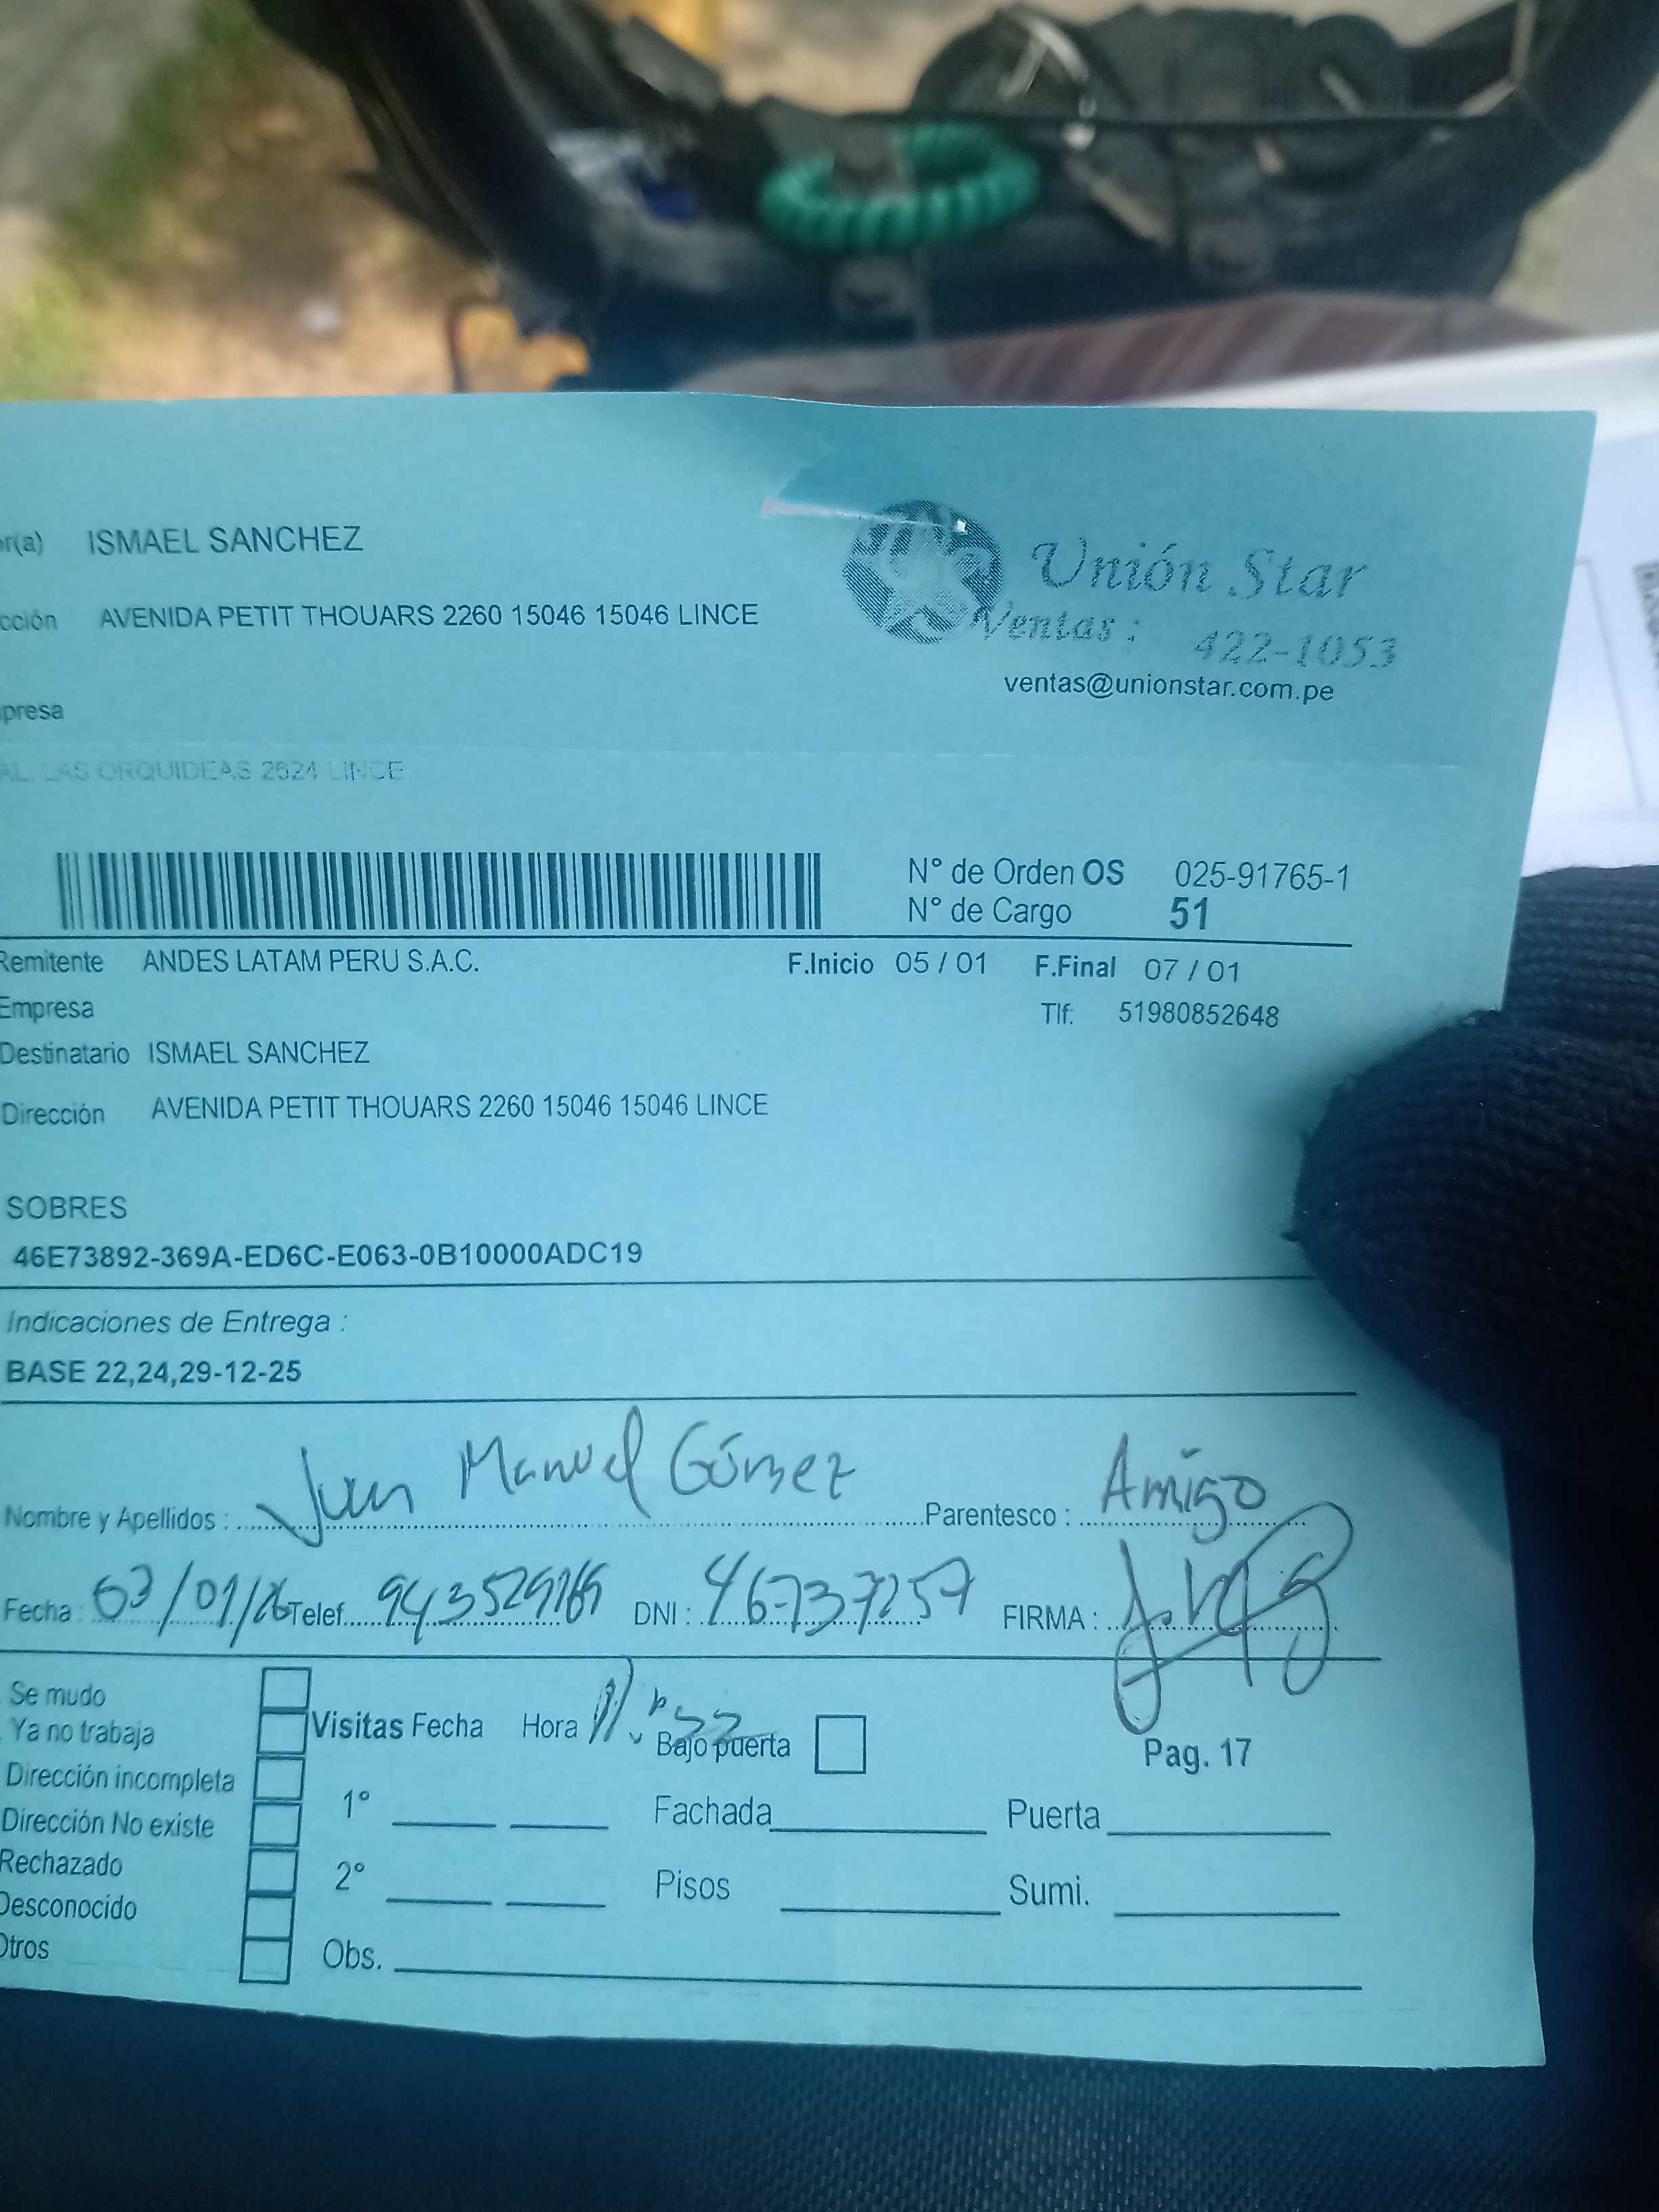 or(a) ISMAEL SANCHEZ
Unión Star
cción AVENIDA PETIT THOUARS 2260 15046 15046 LINCE
Ventas : 422-1053
ventas@unionstar.com.pe
presa
AL. LAS ORQUIDEAS 2624 LINCE
N° de Orden OS 025-91765-1
N° de Cargo 51
Remitente ANDES LATAM PERU S.A.C. F.Inicio 05 / 01 F.Final 07 / 01
Empresa Tlf: 51980852648
Destinatario ISMAEL SANCHEZ
Dirección AVENIDA PETIT THOUARS 2260 15046 15046 LINCE
SOBRES
46E73892-369A-ED6C-E063-0B10000ADC19
Indicaciones de Entrega :
BASE 22,24,29-12-25
Nombre y Apellidos : Juan Manuel Gómez Parentesco : Amigo
Fecha : 03/01/26 Telef. DNI : 46737257 FIRMA :
Se mudo
Ya no trabaja Visitas Fecha Hora Bajo puerta Pag. 17
Dirección incompleta
Dirección No existe 1° Fachada Puerta
Rechazado
Desconocido 2° Pisos Sumi.
Otros Obs.